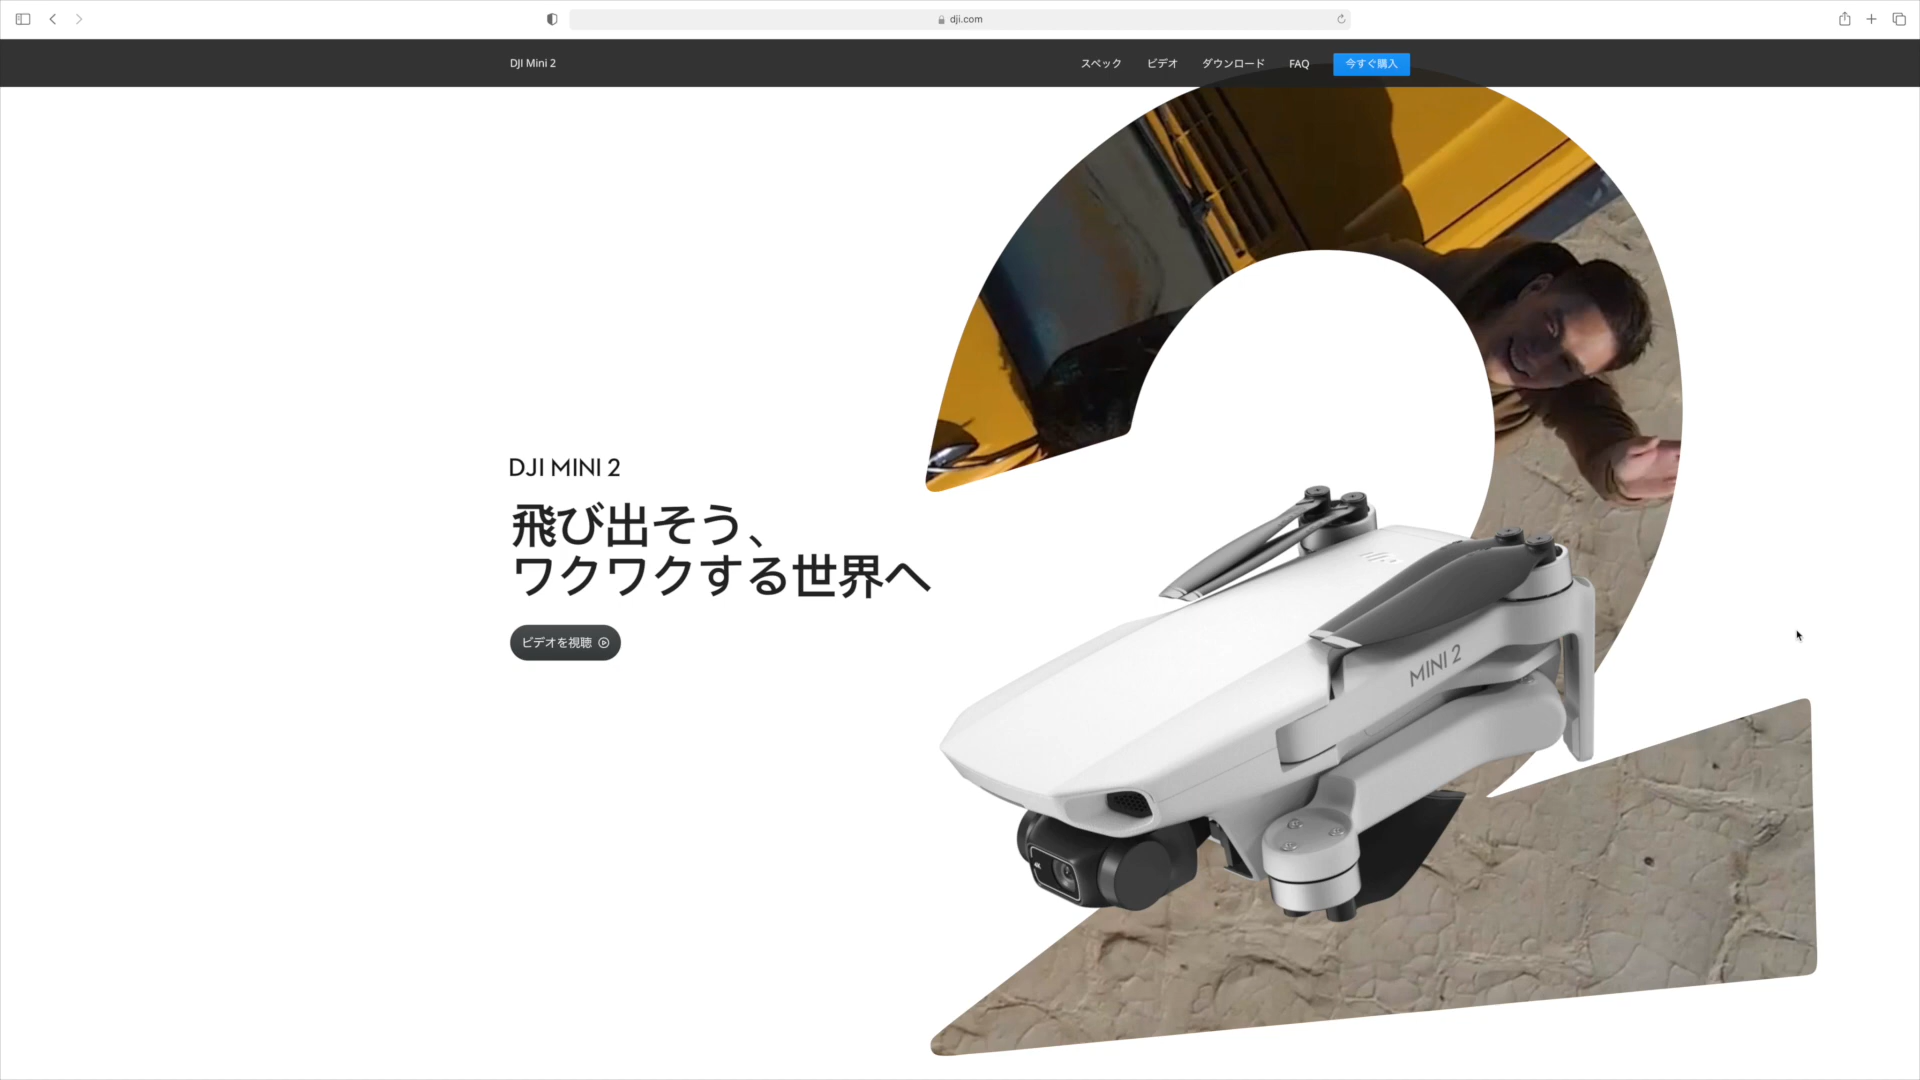 dji.com
DJI Mini 2
スペック
ビデオ
ダウンロード
FAQ
今すぐ購入
DJI MINI 2
飛び出そう、
ワクワクする世界へ
ビデオを視聴
MINI 2
dji
4K